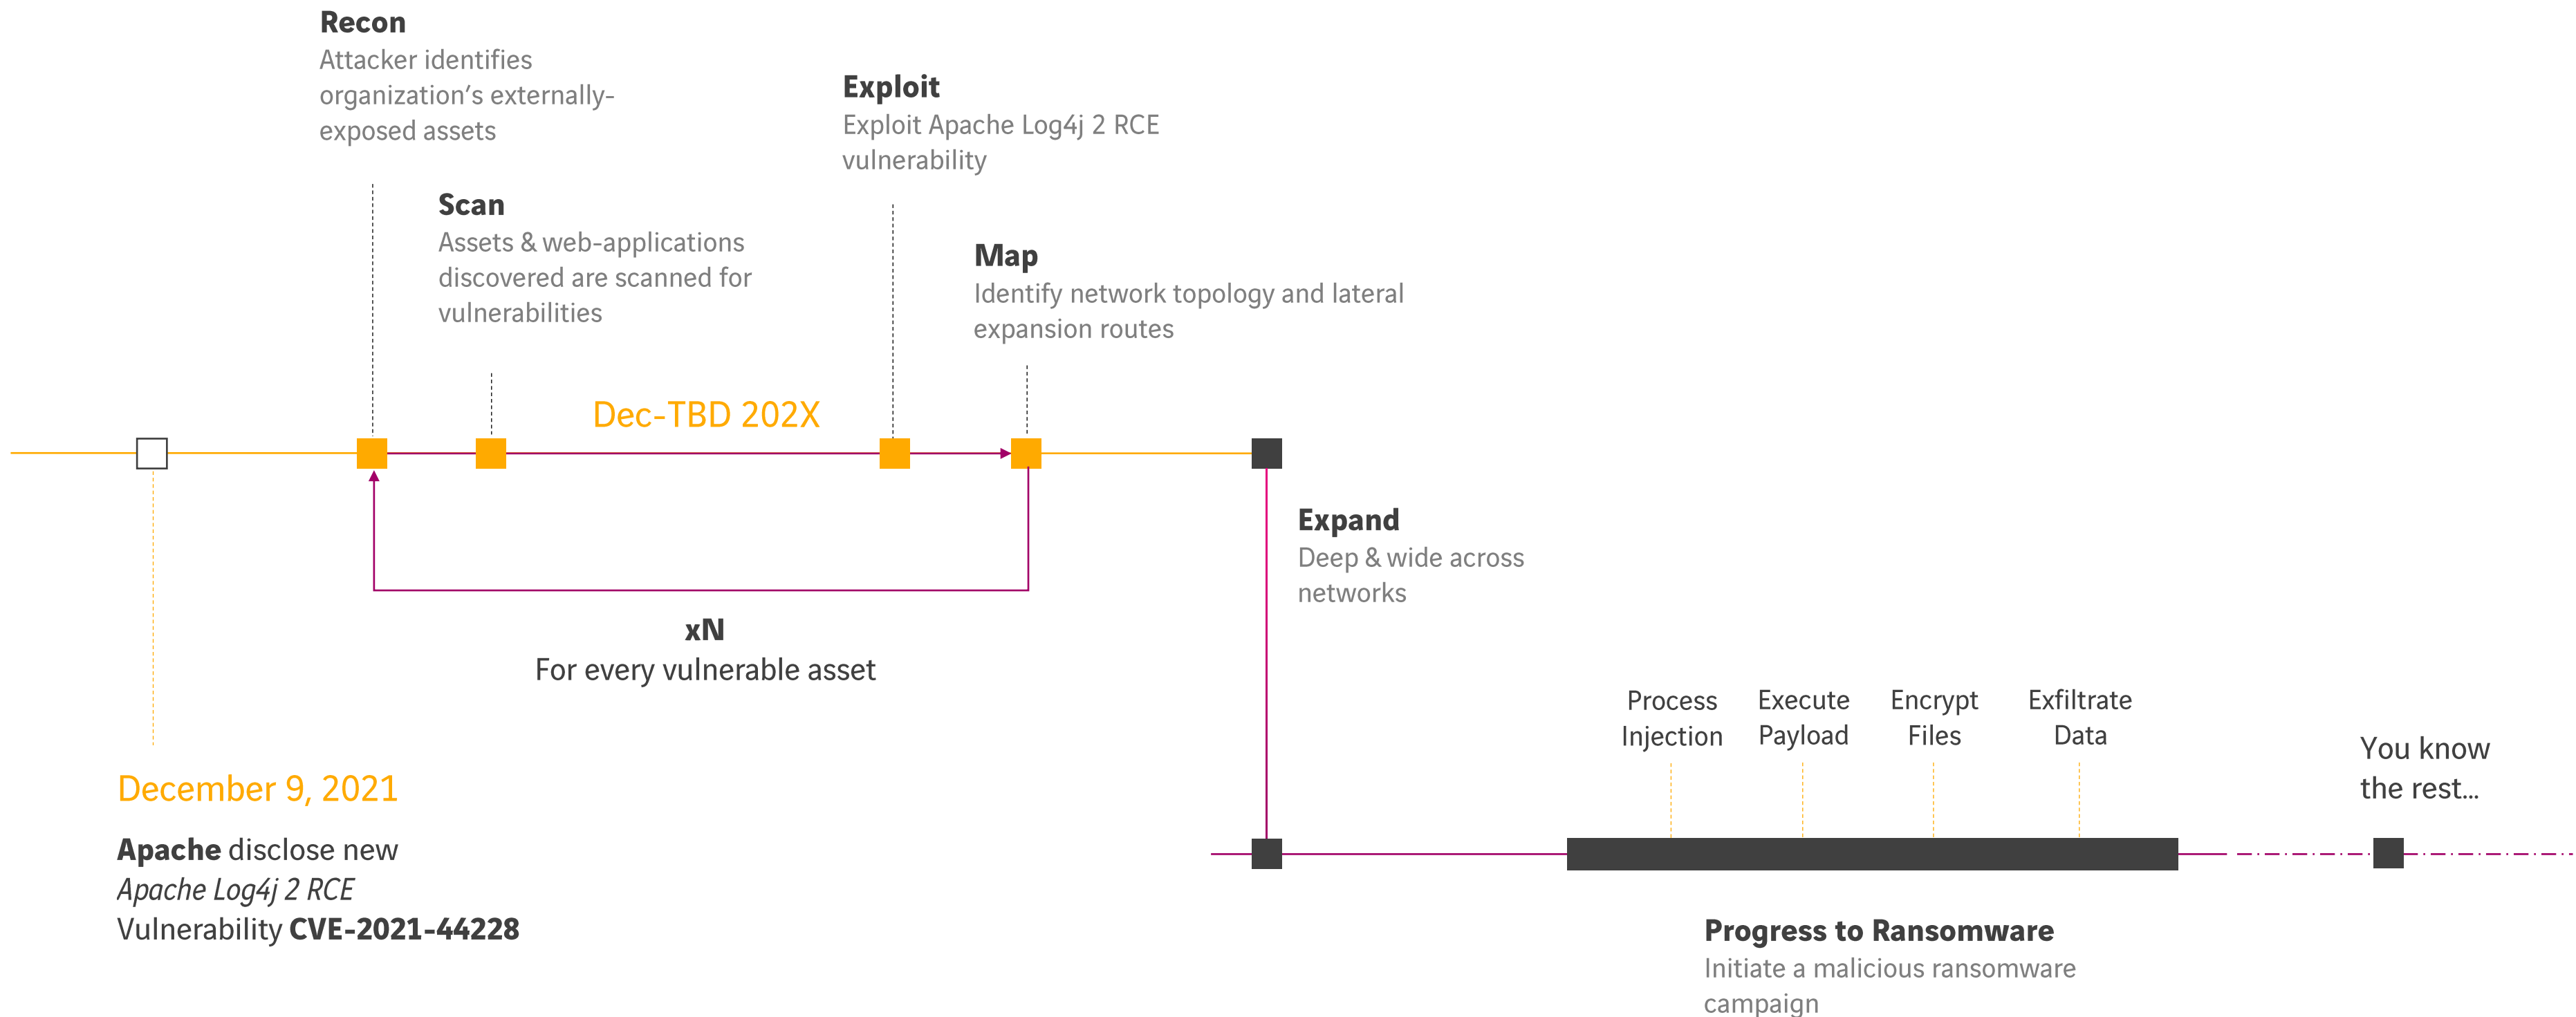 Recon
Attacker identifies
organization's externally-
exposed assets
Scan
Assets & web-applications
discovered are scanned for
vulnerabilities
Exploit
Exploit Apache Log4j 2 RCE
vulnerability
Map
Identify network topology and lateral
expansion routes
Dec-TBD 202X
xN
For every vulnerable asset
Expand
Deep & wide across
networks
December 9, 2021
Apache disclose new
Apache Log4j 2 RCE
Vulnerability CVE-2021-44228
Process
Injection
Execute
Payload
Encrypt
Files
Exfiltrate
Data
You know
the rest...
Progress to Ransomware
Initiate a malicious ransomware
campaign